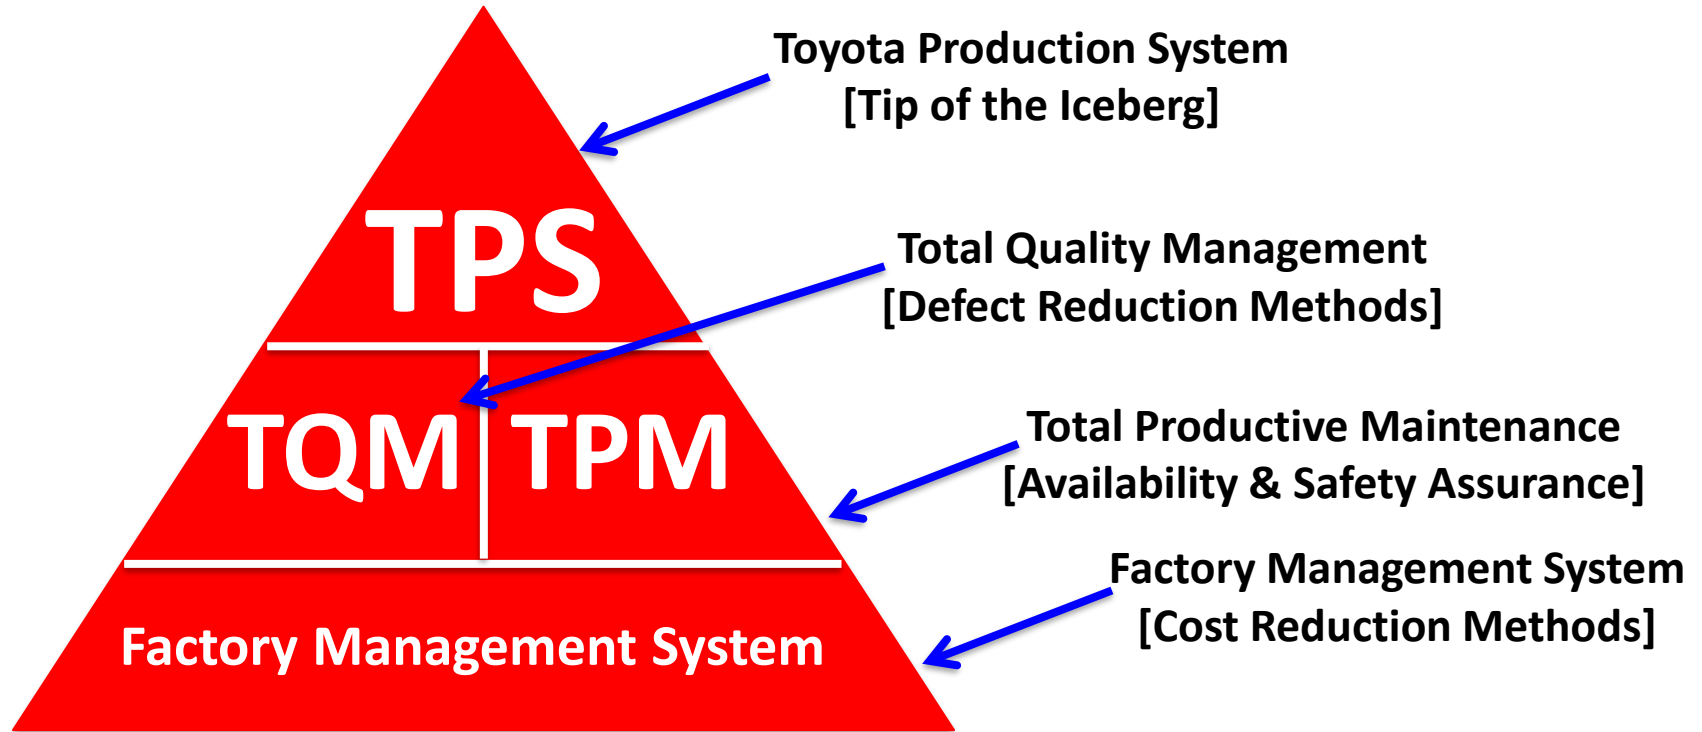 Toyota Production System
[Tip of the Iceberg]
TPS
Total Quality Management
[Defect Reduction Methods]
TQM
TPM
Total Productive Maintenance
[Availability & Safety Assurance]
Factory Management System
[Cost Reduction Methods]
Factory Management System